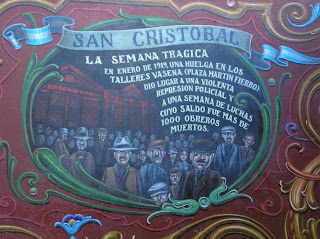 SAN CRISTOBAL
LA SEMANA TRAGICA
EN ENERO DE 1919, UNA HUELGA EN LOS
TALLERES VASENA (PLAZA MARTIN FIERRO)
DIO LUGAR A UNA VIOLENTA
REPRESION POLICIAL Y
A UNA SEMANA DE LUCHAS
CUYO SALDO FUE MÁS DE
1000 OBREROS
MUERTOS.